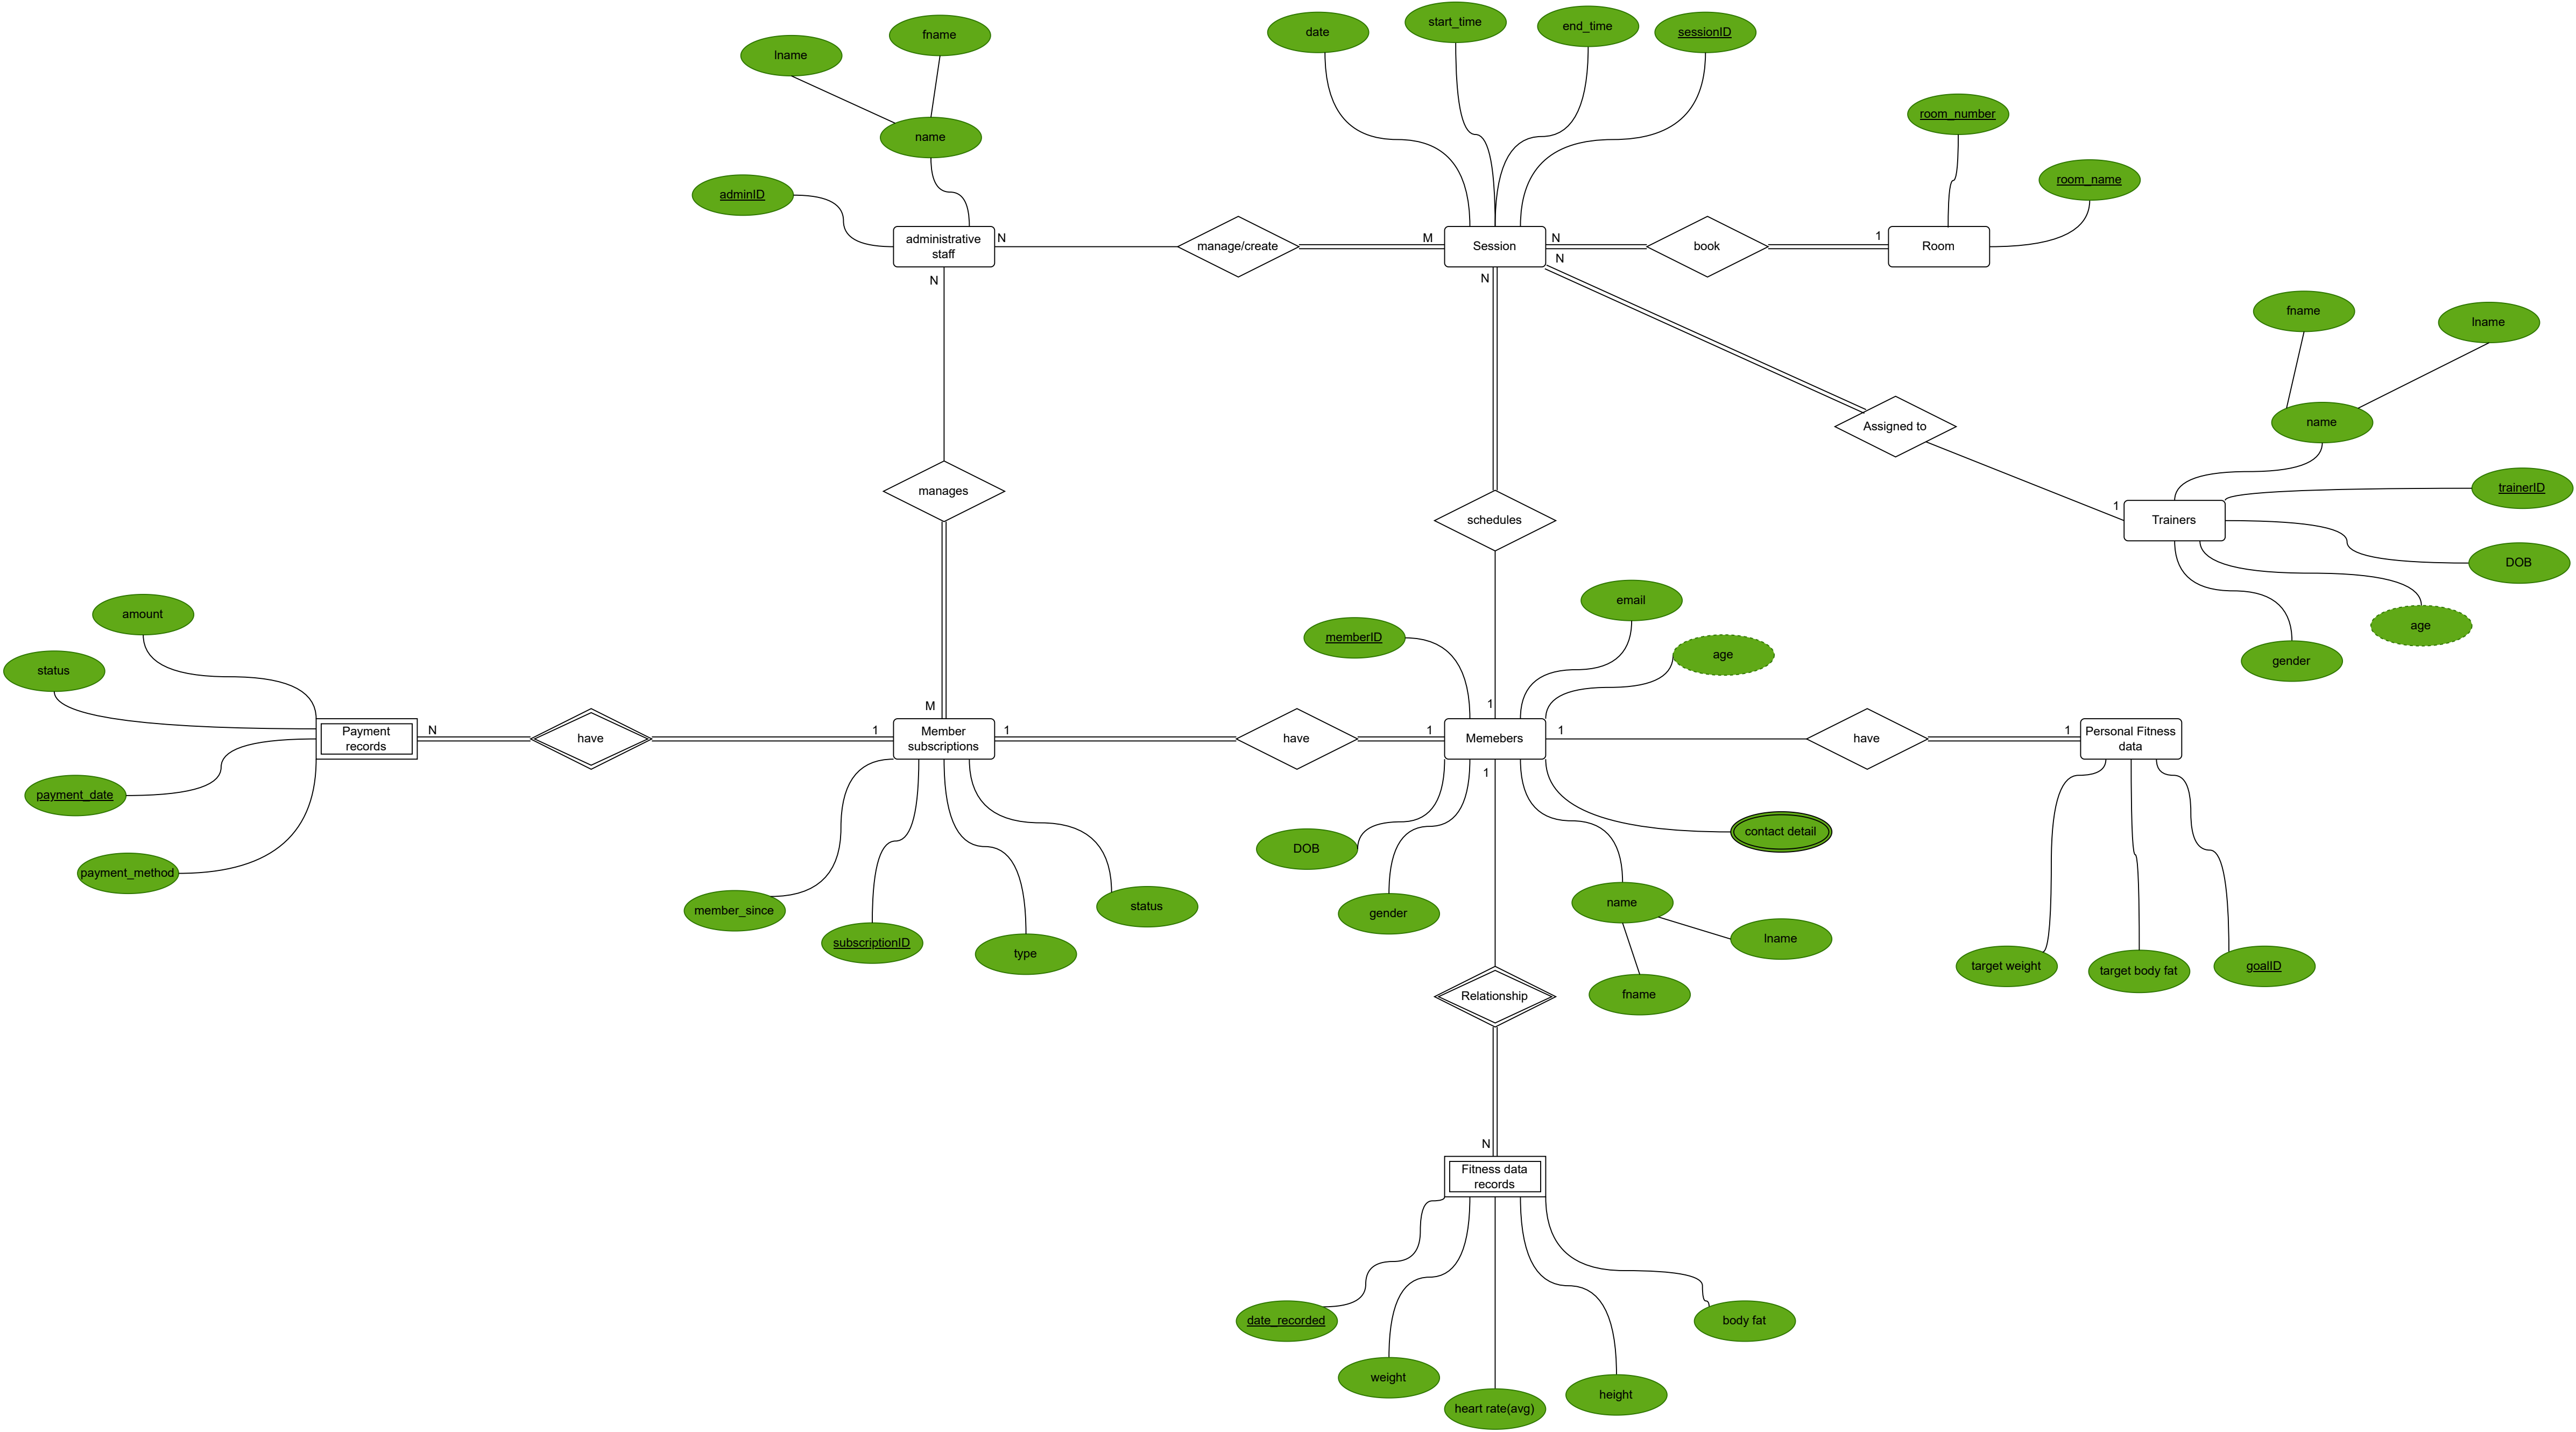 start_time
end_time
date
sessionID
fname
lname
room_number
name
room_name
adminID
administrative
staff
N
manage/create
M
Session
N
book
1
Room
N
N
N
fname
lname
name
Assigned to
trainerID
manages
schedules
1
Trainers
DOB
email
amount
memberID
age
age
status
gender
M
1
Payment
records
N
have
1
Member
subscriptions
1
have
1
Memebers
1
have
1
Personal Fitness
data
1
payment_date
contact detail
DOB
payment_method
name
member_since
status
gender
lname
subscriptionID
type
target weight
target body fat
goalID
Relationship
fname
N
Fitness data
records
date_recorded
body fat
weight
height
heart rate(avg)